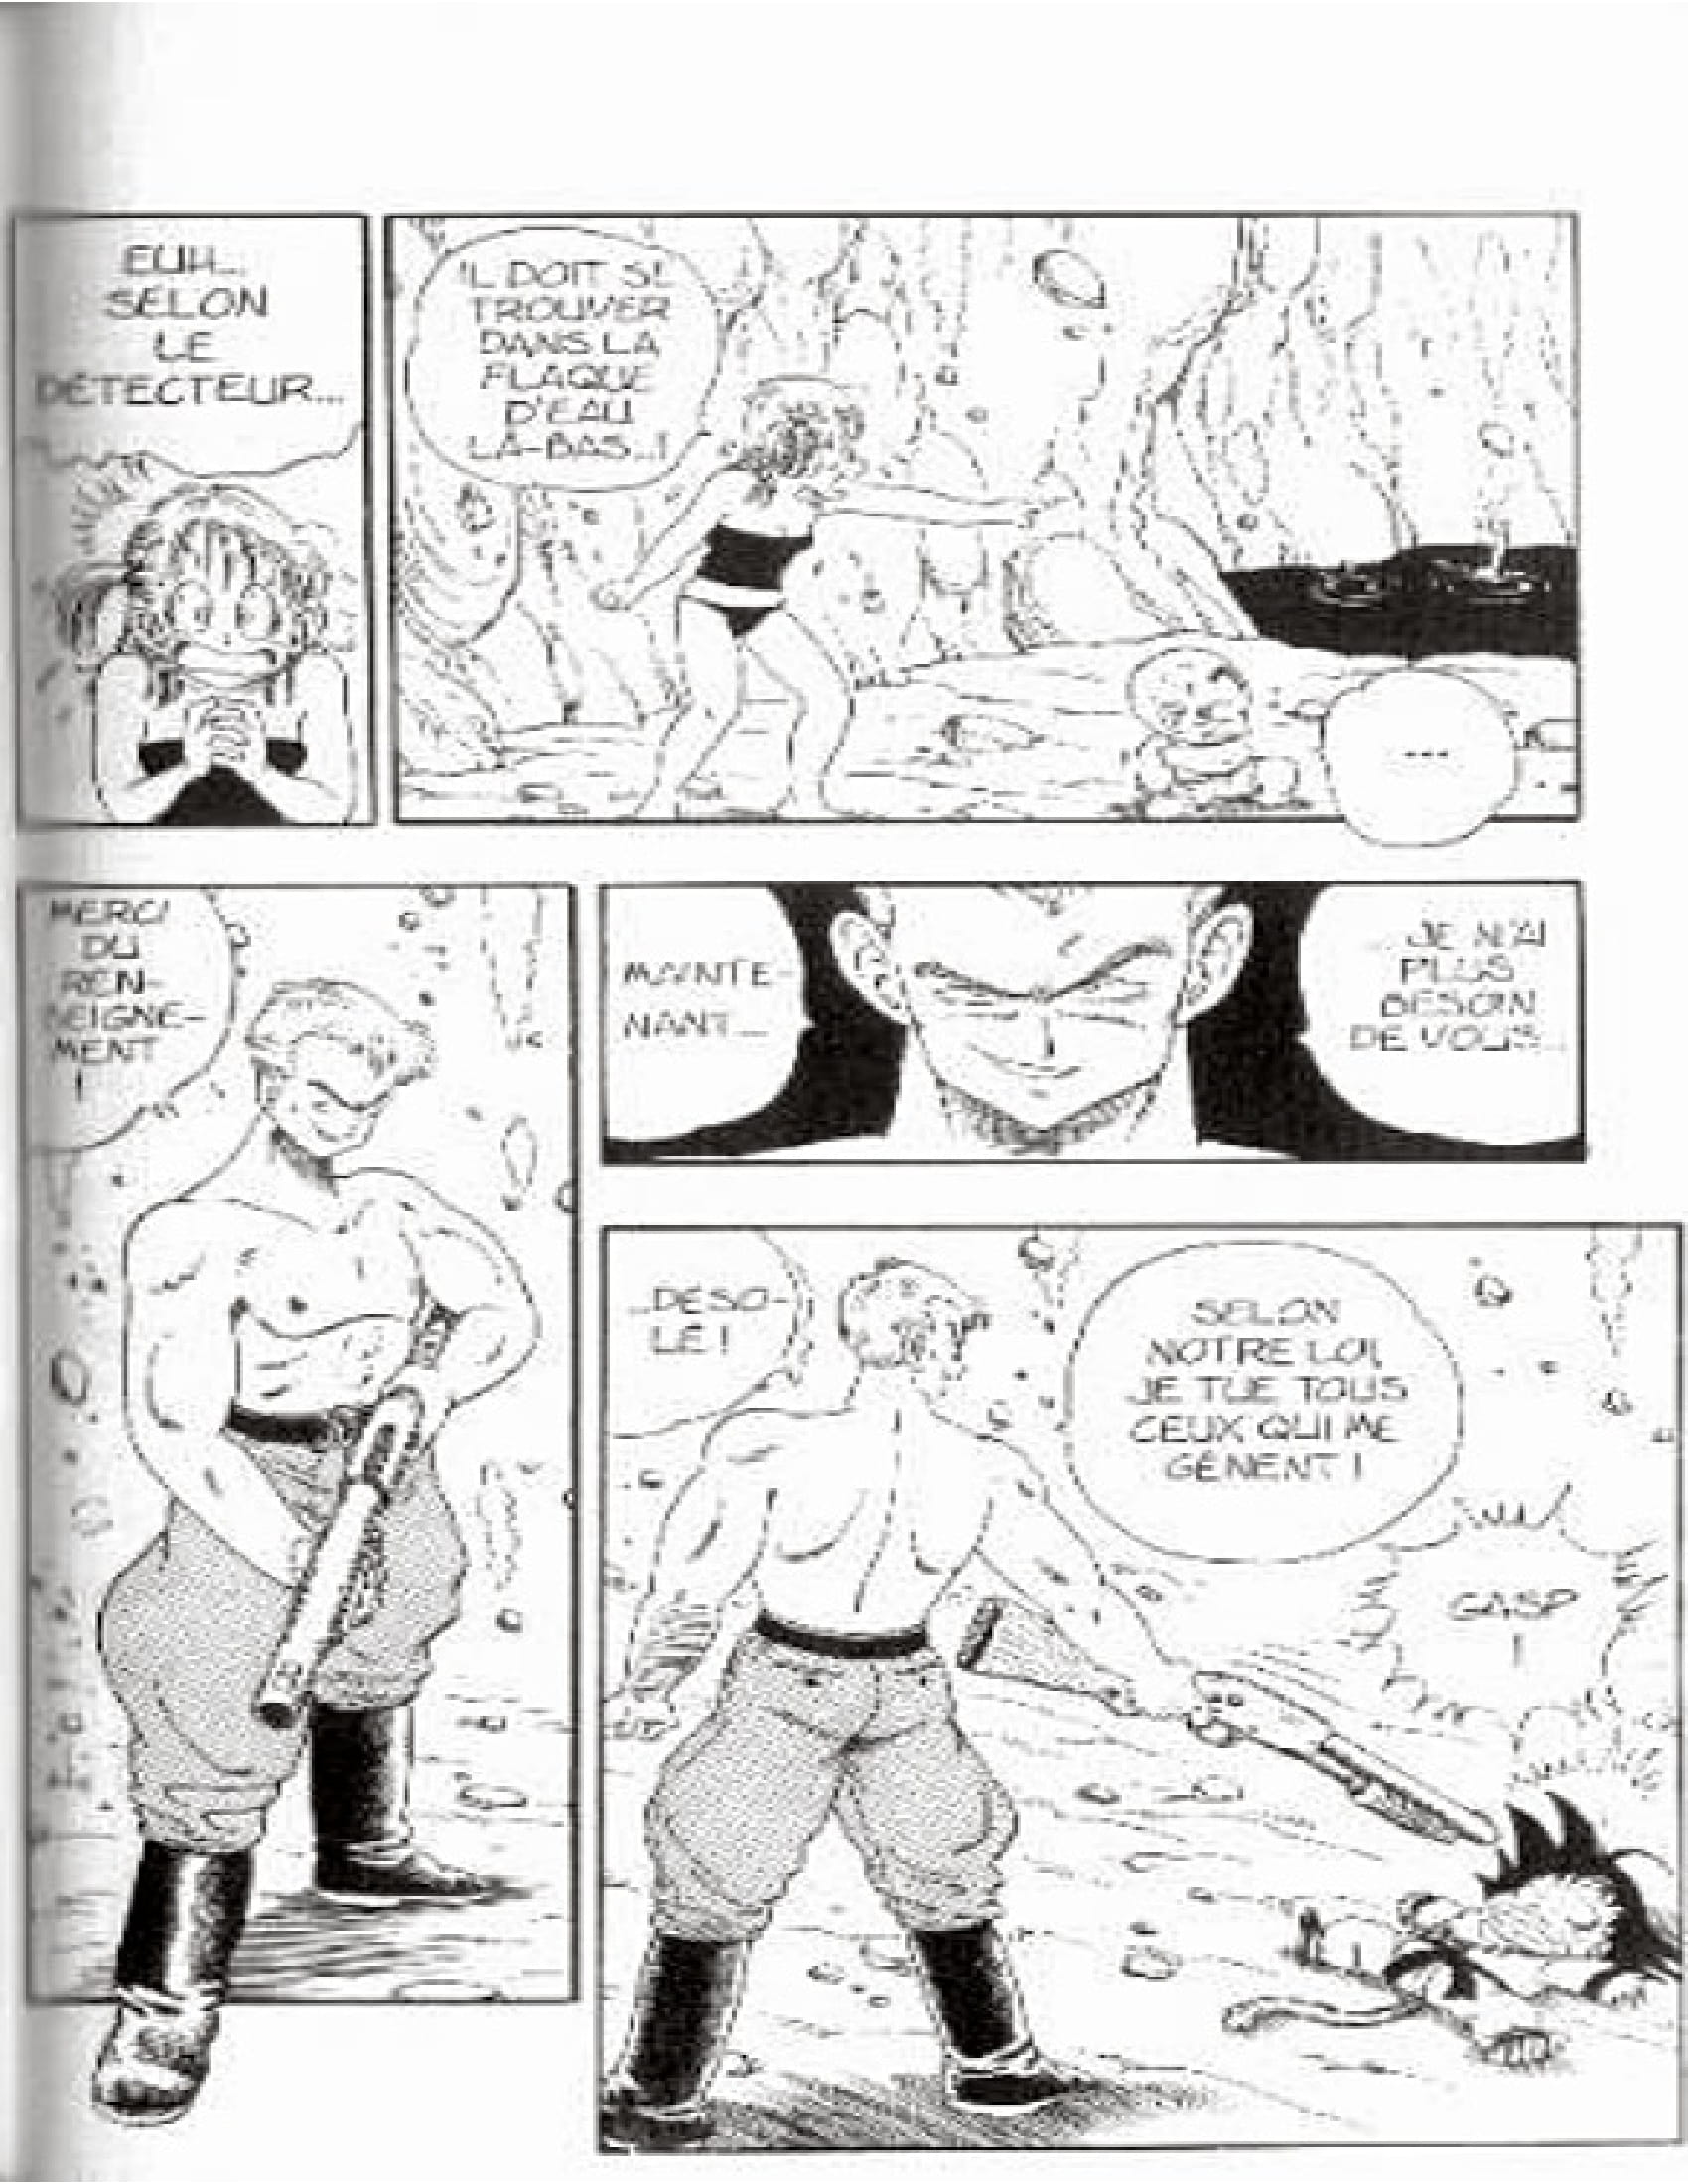 EUH...
SELON
LE
DÉTECTEUR...
IL DOIT SE
TROUVER
DANS LA
FLAQUE
D'EAU
LÀ-BAS...!
...
MERCI
DU
REN-
SEIGNE-
MENT
!
MAINTE-
NANT...
...JE N'AI
PLUS
BESOIN
DE VOUS...
...DÉSO-
LÉ !
SELON
NOTRE LOI,
JE TUE TOUS
CEUX QUI ME
GÊNENT !
GASP
!